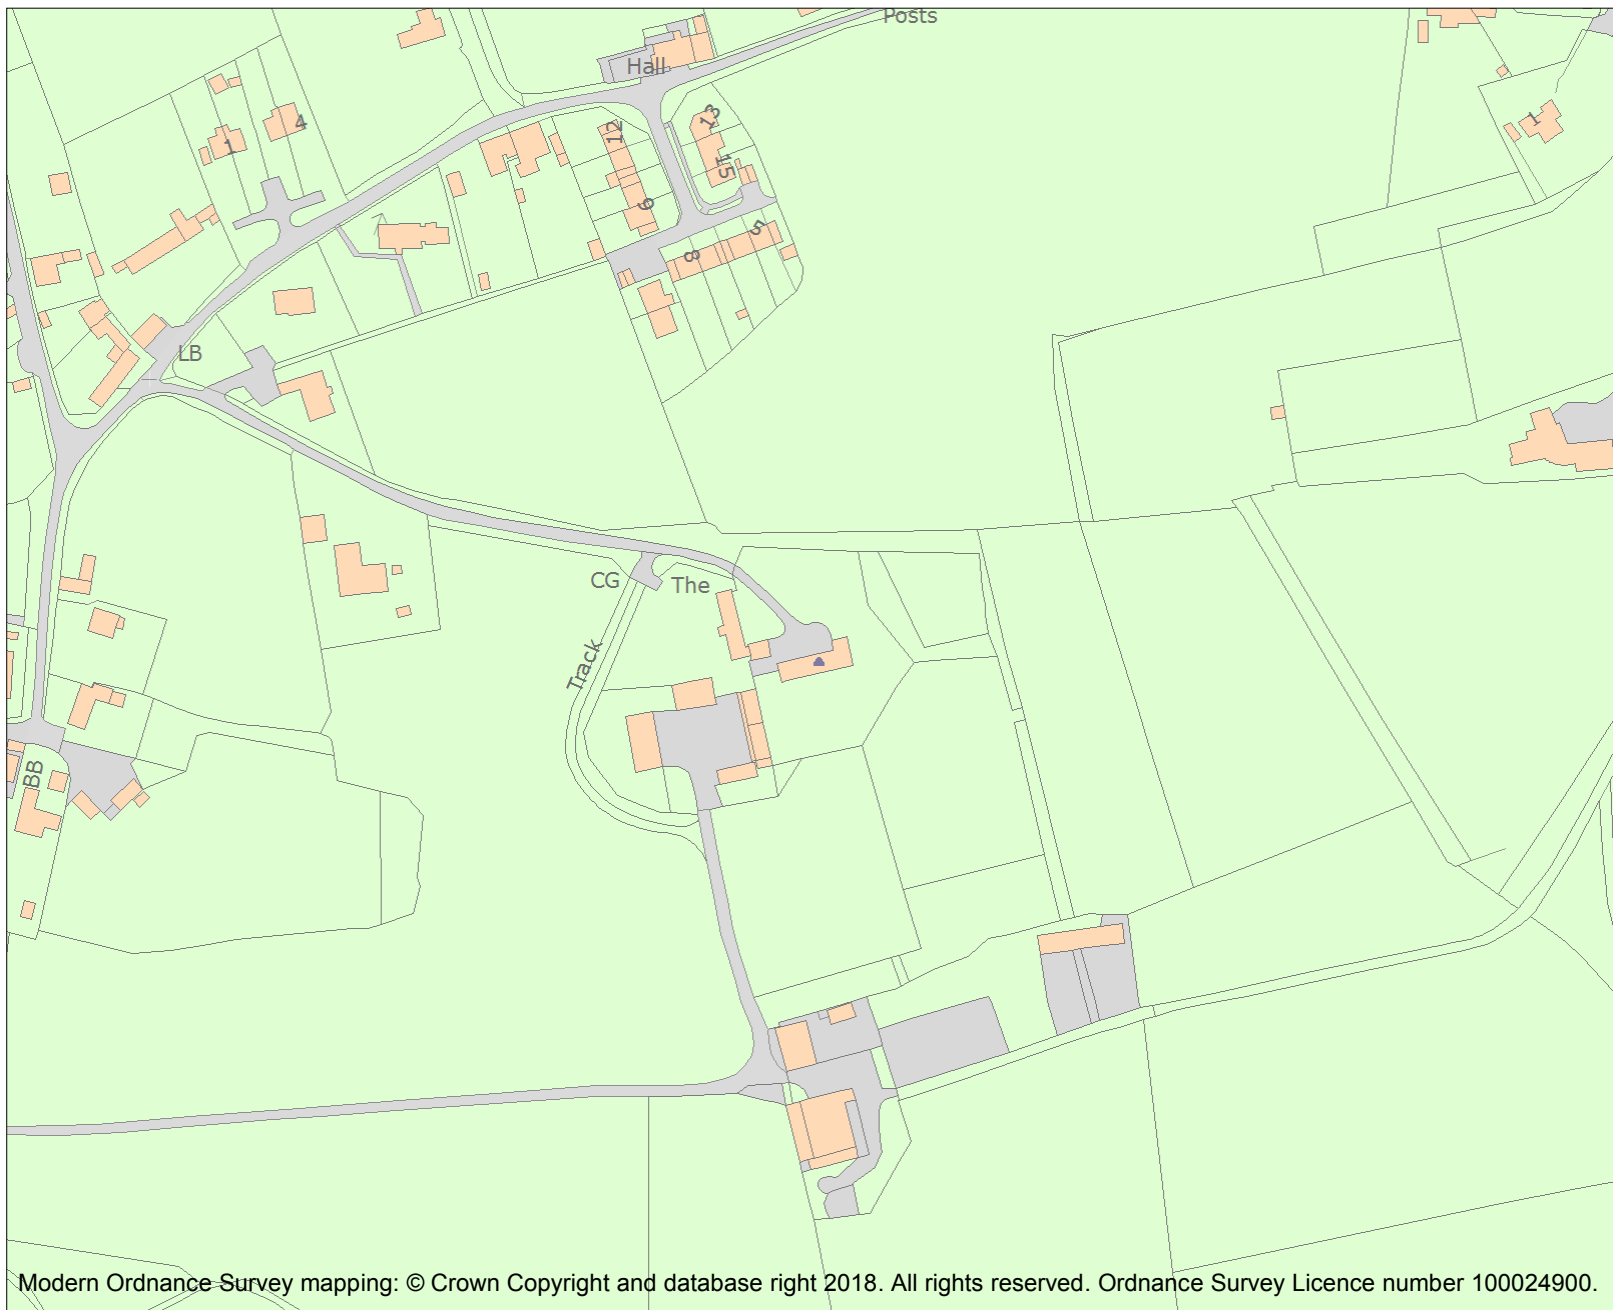 Posts
Hall
13
12
4
1
1
15
9
5
8
LB
CG
The
Track
BB
Modern Ordnance Survey mapping: © Crown Copyright and database right 2018. All rights reserved. Ordnance Survey Licence number 100024900.